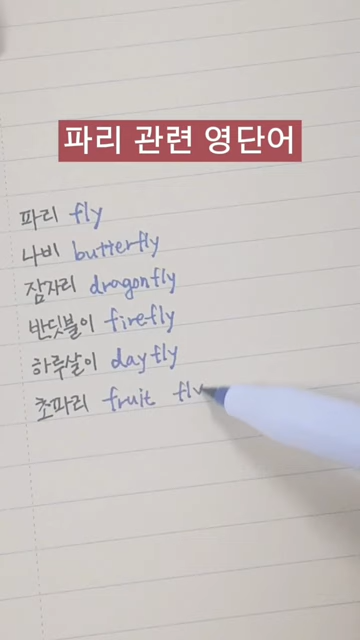 파리 관련 영단어
파리 fly
나비 butterfly
잠자리 dragonfly
반딧불이 firefly
하루살이 dayfly
초파리 fruit fly